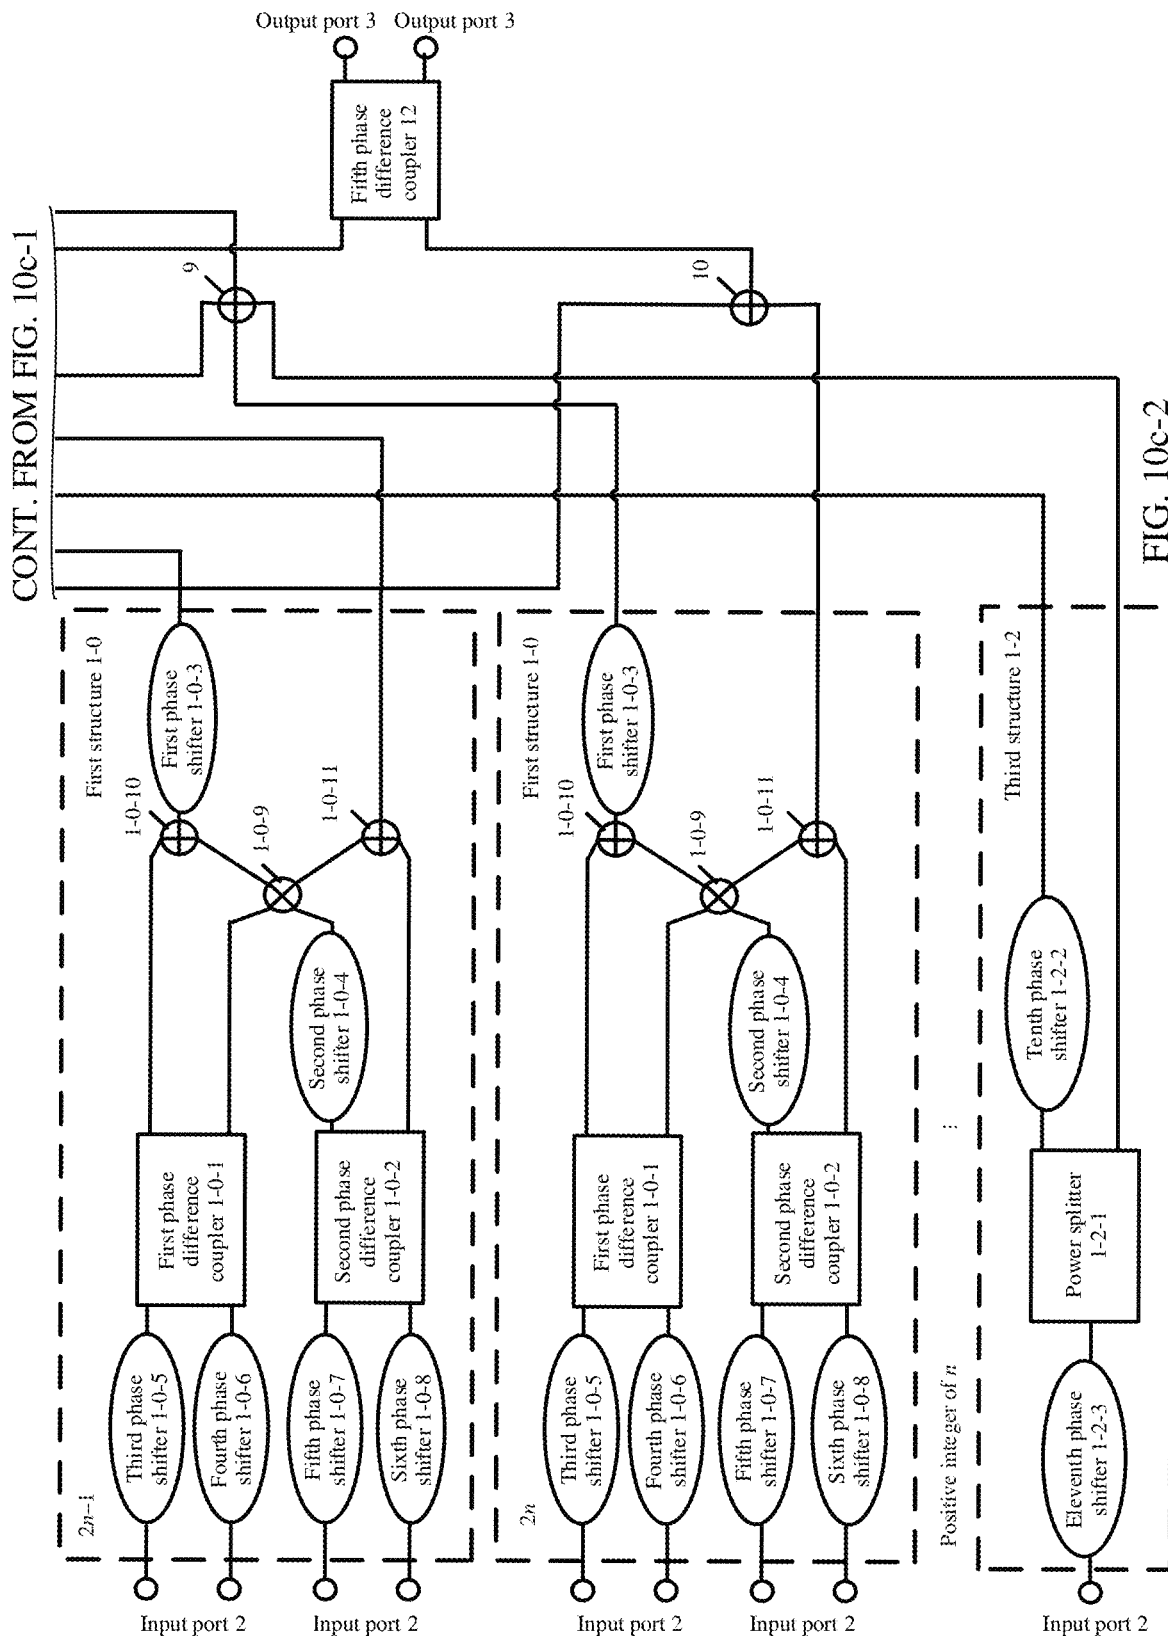 Output port 3
Output port 3
Fifth phase
difference
coupler 12
CONT. FROM FIG. 10c-1
9
10
First structure 1-0
First phase
shifter 1-0-3
1-0-10
1-0-9
1-0-11
Second phase
shifter 1-0-4
First phase
difference
coupler 1-0-1
Second phase
difference
coupler 1-0-2
Third phase
shifter 1-0-5
Fourth phase
shifter 1-0-6
Fifth phase
shifter 1-0-7
Sixth phase
shifter 1-0-8
2n-1
Input port 2
Input port 2
First structure 1-0
First phase
shifter 1-0-3
1-0-10
1-0-9
1-0-11
Second phase
shifter 1-0-4
First phase
difference
coupler 1-0-1
Second phase
difference
coupler 1-0-2
Third phase
shifter 1-0-5
Fourth phase
shifter 1-0-6
Fifth phase
shifter 1-0-7
Sixth phase
shifter 1-0-8
2n
Input port 2
Input port 2
Positive integer of n
...
Third structure 1-2
Tenth phase
shifter 1-2-2
Power splitter
1-2-1
Eleventh phase
shifter 1-2-3
Input port 2
FIG. 10c-2